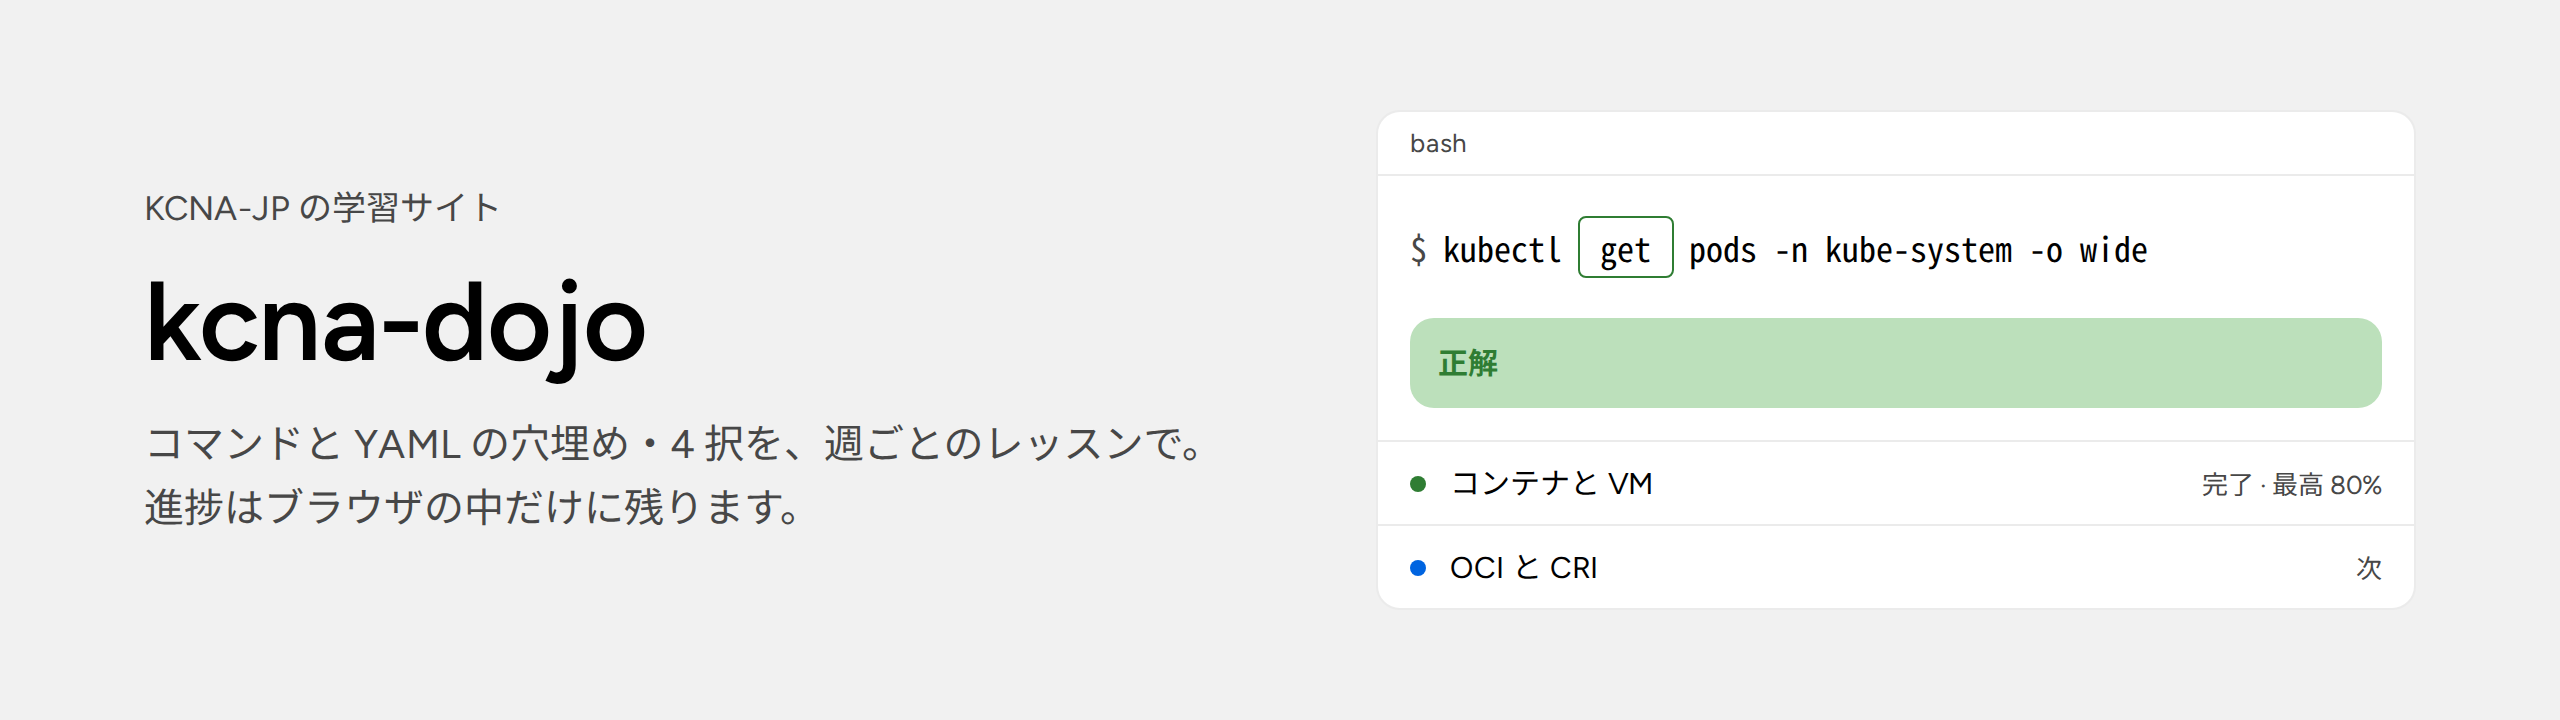 KCNA-JP の学習サイト
kcna-dojo
コマンドと YAML の穴埋め・4 択を、週ごとのレッスンで。
進捗はブラウザの中だけに残ります。
bash
$ kubectl get pods -n kube-system -o wide
正解
コンテナと VM 完了 · 最高 80%
OCI と CRI 次